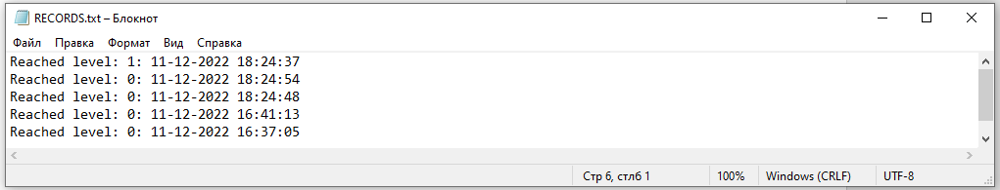 RECORDS.txt – Блокнот
Файл Правка Формат Вид Справка
Reached level: 1: 11-12-2022 18:24:37
Reached level: 0: 11-12-2022 18:24:54
Reached level: 0: 11-12-2022 18:24:48
Reached level: 0: 11-12-2022 16:41:13
Reached level: 0: 11-12-2022 16:37:05
Стр 6, стлб 1 100% Windows (CRLF) UTF-8